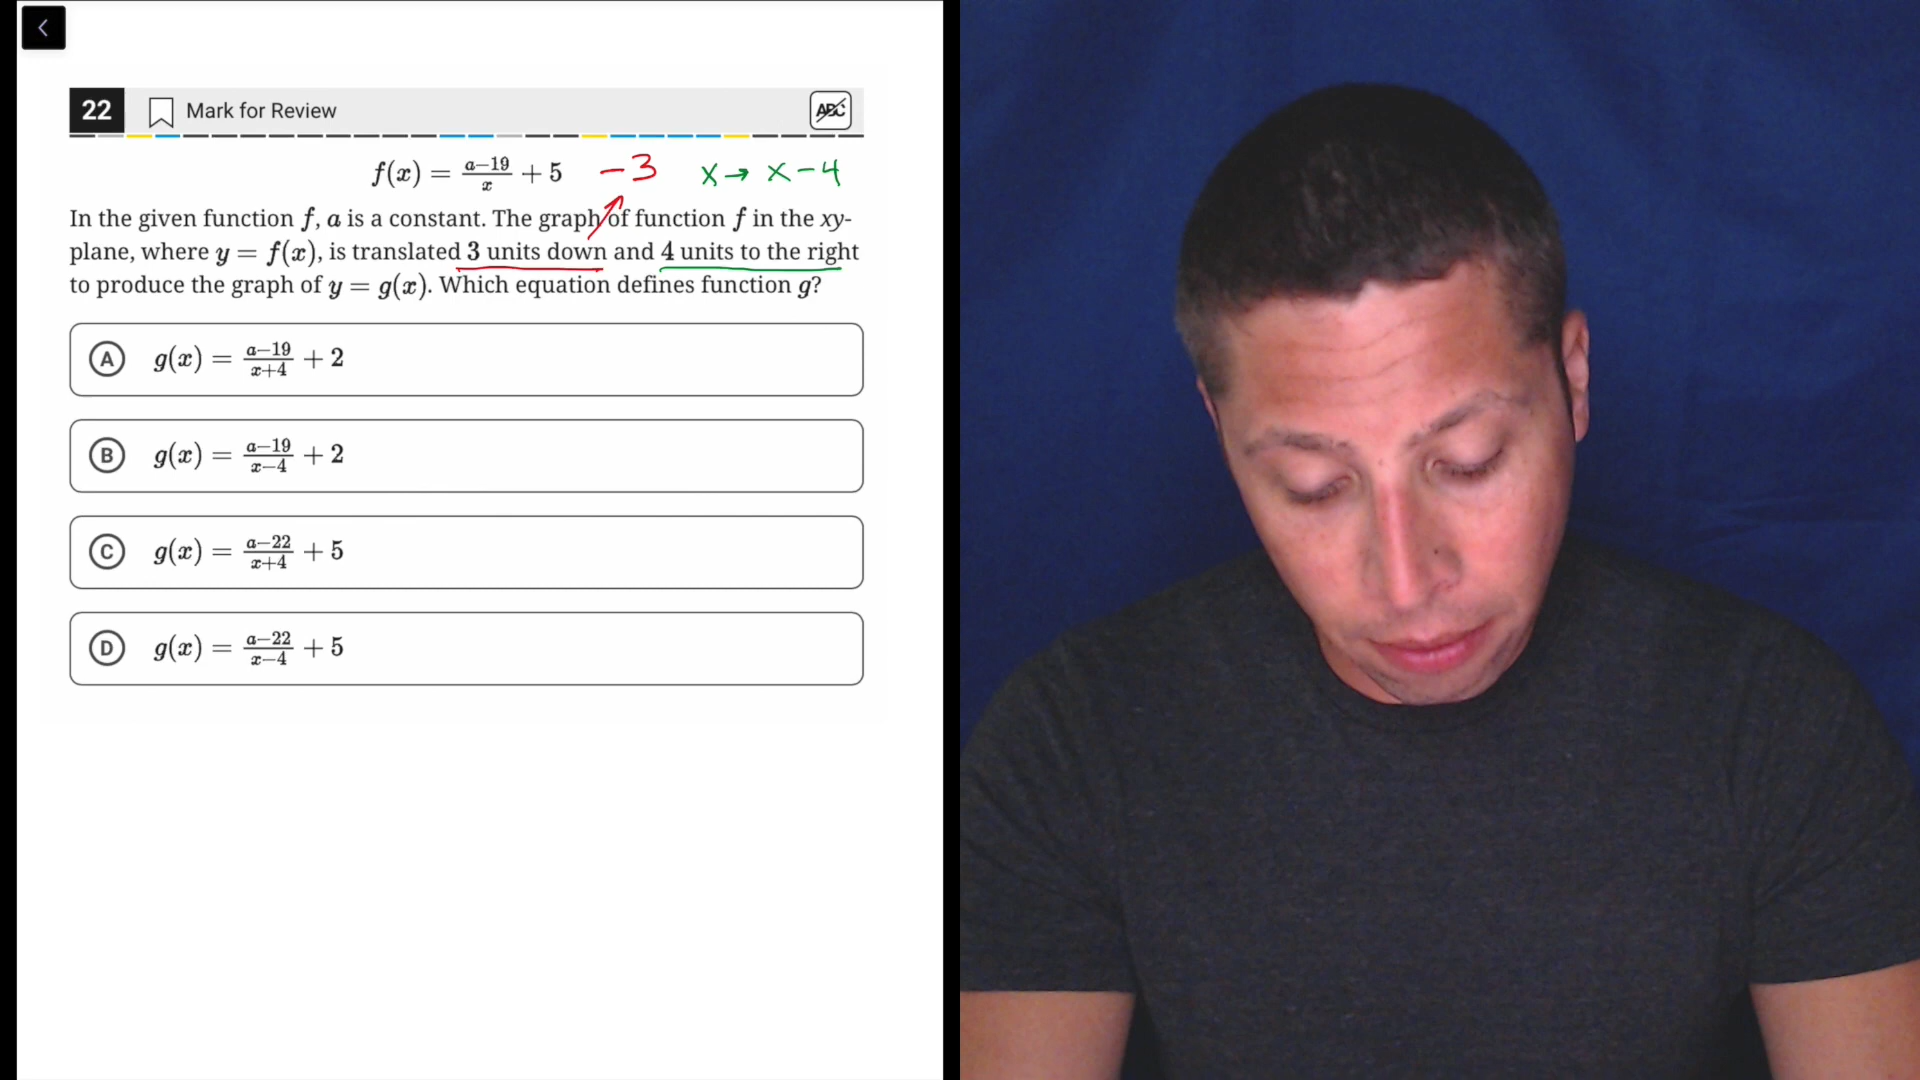 22 Mark for Review ABC
f(x) = a−19/x + 5 −3 x → x − 4
In the given function f, a is a constant. The graph of function f in the xy-
plane, where y = f(x), is translated 3 units down and 4 units to the right
to produce the graph of y = g(x). Which equation defines function g?
A g(x) = a−19/x+4 + 2
B g(x) = a−19/x−4 + 2
C g(x) = a−22/x+4 + 5
D g(x) = a−22/x−4 + 5